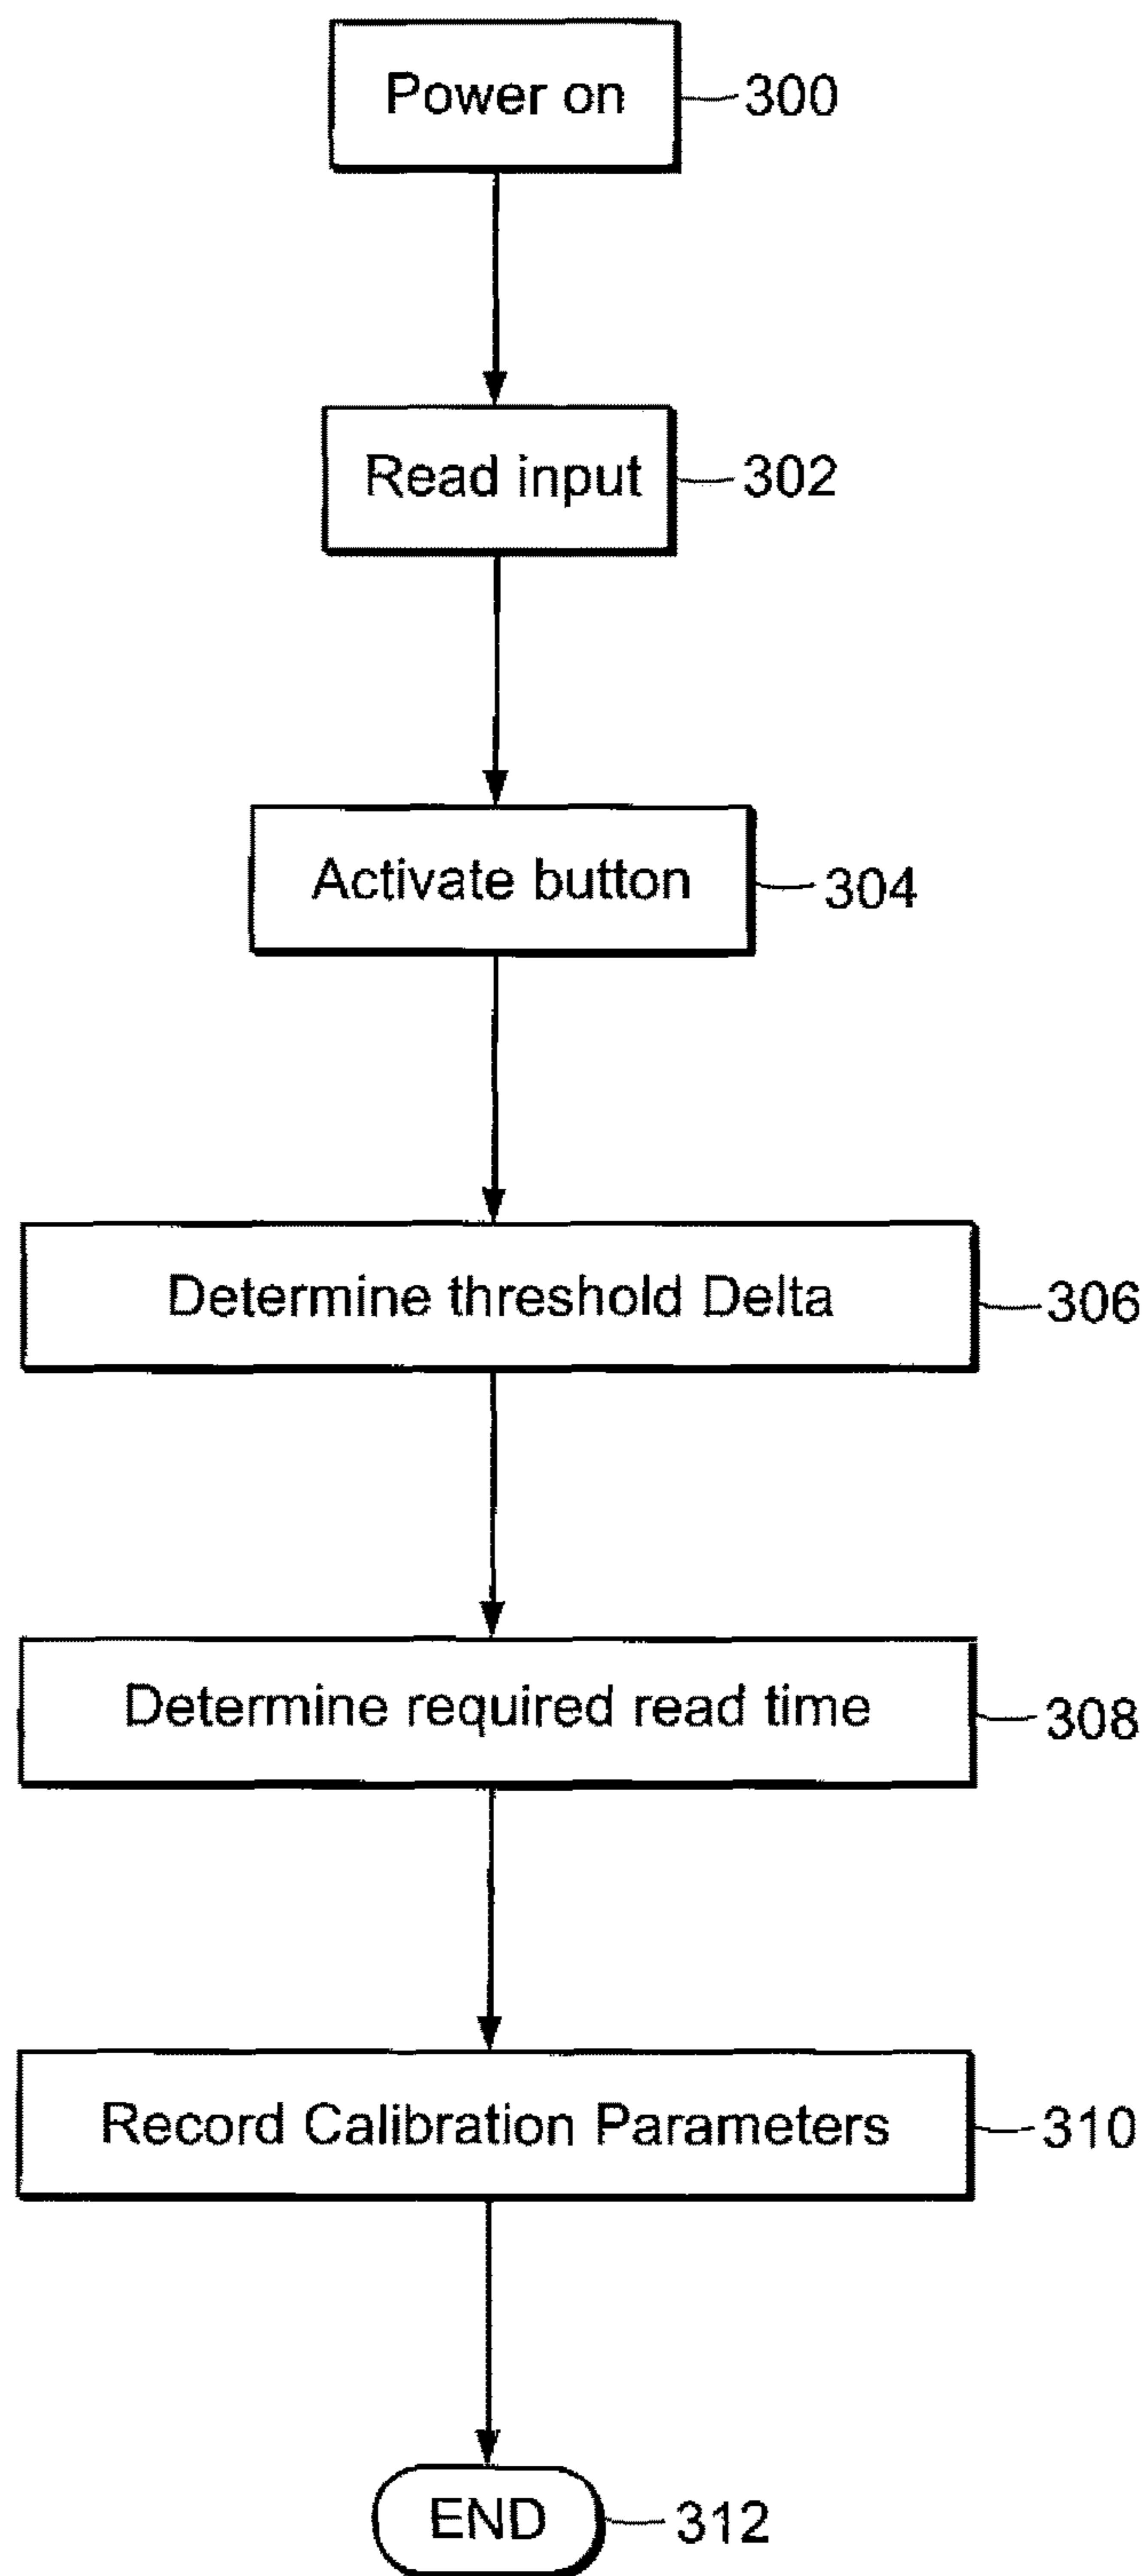 Power on 300
Read input 302
Activate button 304
Determine threshold Delta 306
Determine required read time 308
Record Calibration Parameters 310
END 312